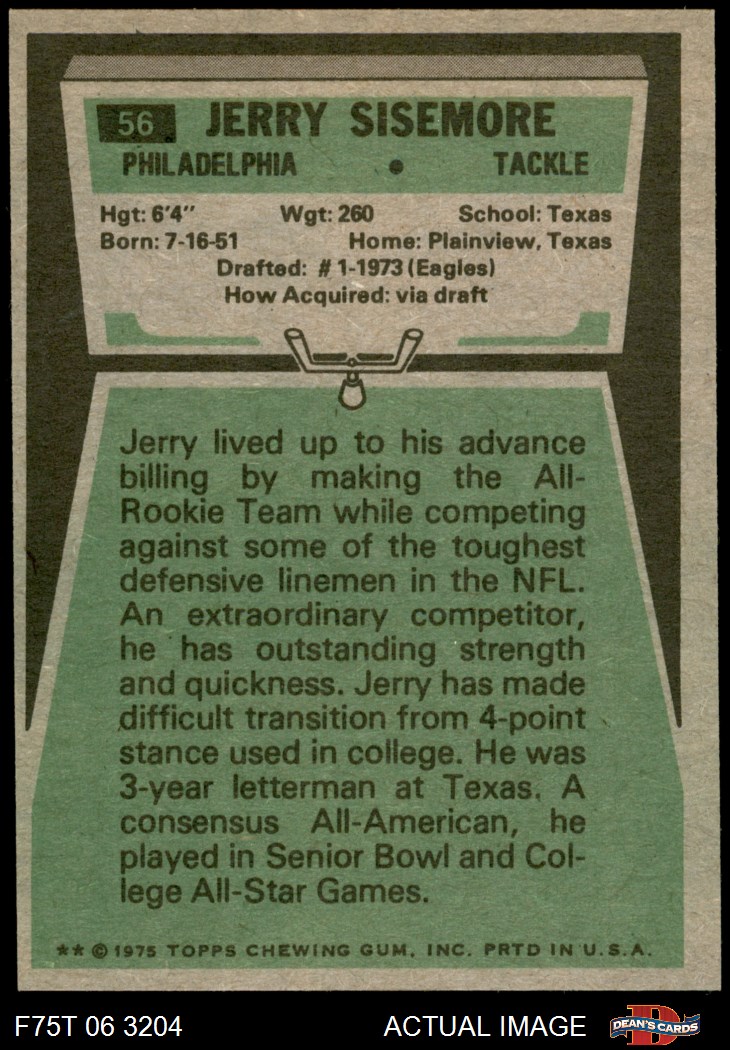 56 JERRY SISEMORE
PHILADELPHIA • TACKLE
Hgt: 6'4" Wgt: 260 School: Texas
Born: 7-16-51 Home: Plainview, Texas
Drafted: #1-1973 (Eagles)
How Acquired: via draft
Jerry lived up to his advance
billing by making the All-
Rookie Team while competing
against some of the toughest
defensive linemen in the NFL.
An extraordinary competitor,
he has outstanding strength
and quickness. Jerry has made
difficult transition from 4-point
stance used in college. He was
3-year letterman at Texas. A
consensus All-American, he
played in Senior Bowl and Col-
lege All-Star Games.
** © 1975 TOPPS CHEWING GUM, INC. PRTD IN U.S.A.
F75T 06 3204 ACTUAL IMAGE D DEAN'S CARDS